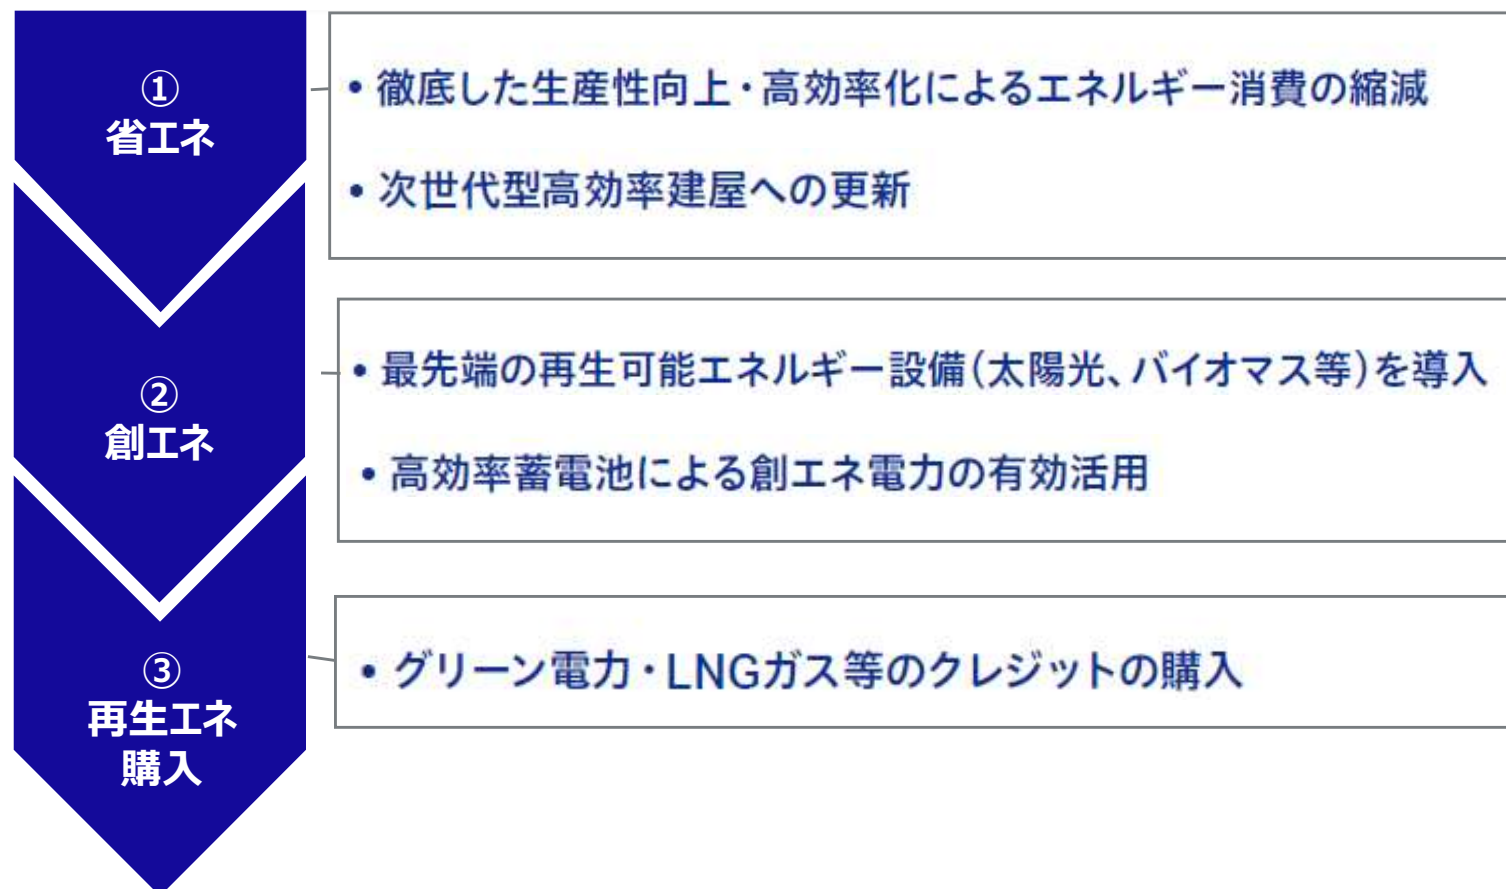 ①
省エネ
• 徹底した生産性向上・高効率化によるエネルギー消費の縮減
• 次世代型高効率建屋への更新
②
創エネ
• 最先端の再生可能エネルギー設備(太陽光、バイオマス等)を導入
• 高効率蓄電池による創エネ電力の有効活用
③
再生エネ
購入
• グリーン電力・LNGガス等のクレジットの購入